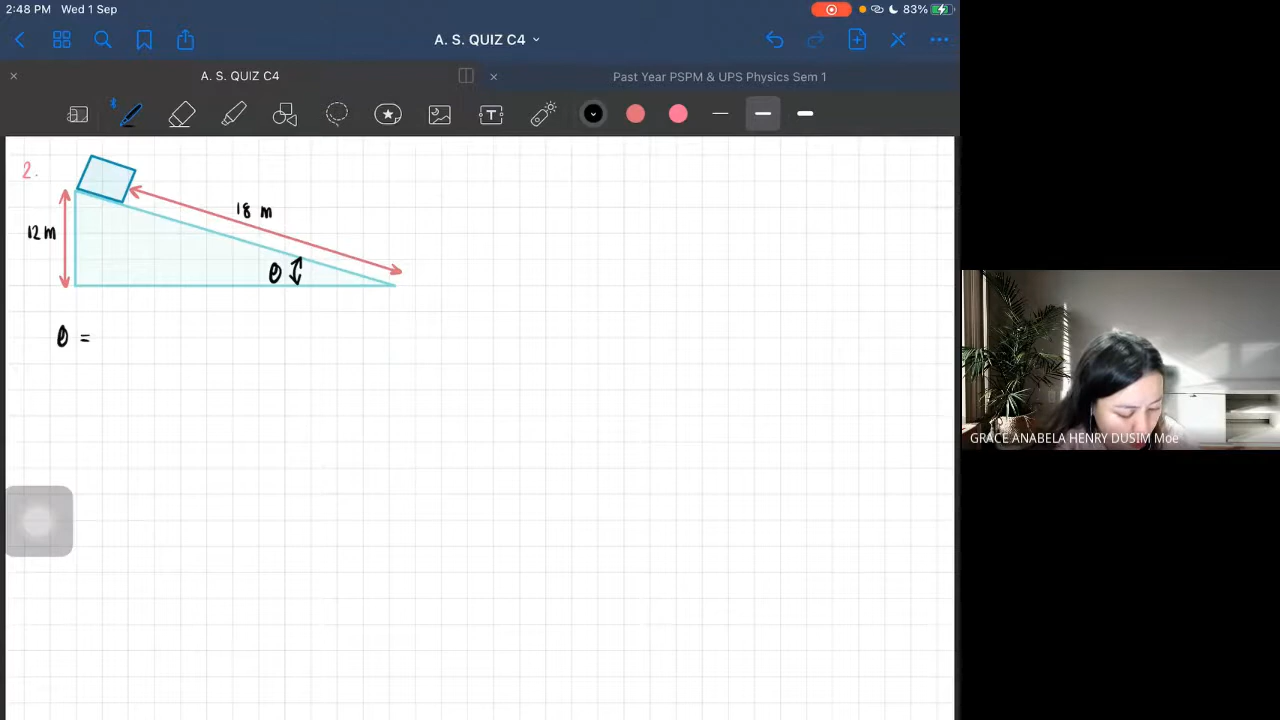 2:48 PM Wed 1 Sep
83%
A. S. QUIZ C4
A. S. QUIZ C4
Past Year PSPM & UPS Physics Sem 1
T
2.
18 m
12 m
θ
θ =
GRACE ANABELA HENRY DUSIM Moe